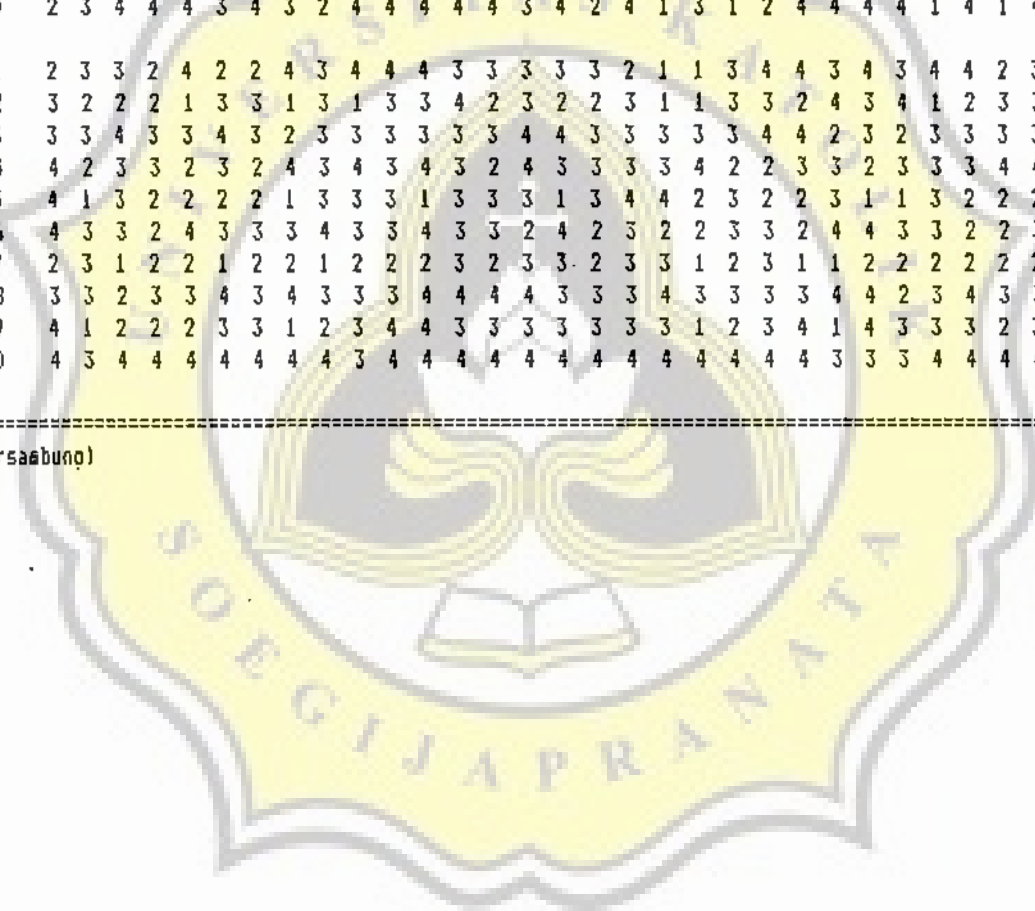 2 3 4 4 4 3 4 3 2 4 4 4 4 4 3 4 2 4 1 3 1 2 4 4 4 4 1 4 1
2 3 3 2 4 2 2 4 3 4 4 4 3 3 3 3 3 2 1 1 3 4 4 3 4 3 4 4 2 3
3 2 2 2 1 3 3 1 3 1 3 3 4 2 3 2 2 3 1 1 3 3 2 4 3 4 1 2 3 3
3 3 4 3 3 4 3 2 3 3 3 3 3 3 4 4 3 3 3 3 3 4 4 2 3 2 3 3 3 3
4 2 3 3 2 3 2 4 3 4 3 4 3 2 4 3 3 3 3 4 2 2 3 3 2 3 3 3 4 4
4 1 3 2 2 2 2 1 3 3 3 1 3 3 3 1 3 4 4 2 3 2 2 3 1 1 3 2 2
4 3 3 2 4 3 3 3 4 3 3 4 3 3 2 4 2 3 2 2 3 3 2 4 4 3 3 2 2
2 3 1 2 2 1 2 2 1 2 2 2 3 2 3 3 2 3 3 1 2 3 1 1 2 2 2 2 2 2
3 3 2 3 3 4 3 4 3 3 3 4 4 4 4 3 3 3 4 3 3 3 3 4 4 2 3 4 3
4 1 2 2 2 3 3 1 2 3 4 4 3 3 3 3 3 3 3 1 2 3 4 1 4 3 3 3 2
4 3 4 4 4 4 4 4 4 3 4 4 4 4 4 4 4 4 4 4 4 4 4 3 3 3 4 4 4
SOEGIJAPRANATA